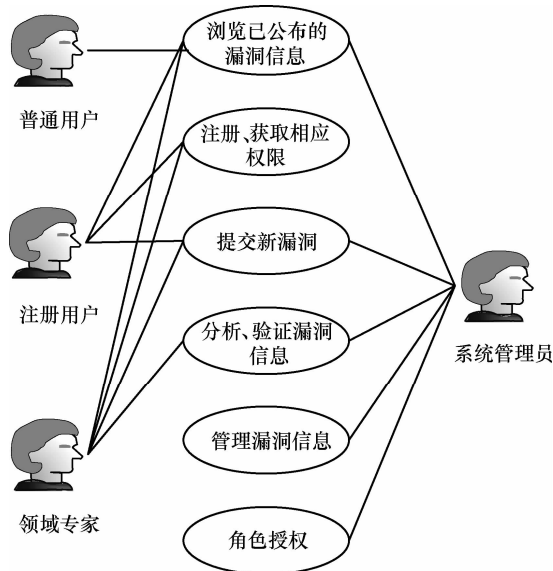 浏览已公布的
漏洞信息
普通用户
注册、获取相应
权限
提交新漏洞
注册用户
分析、验证漏洞
信息
系统管理员
管理漏洞信息
领域专家
角色授权